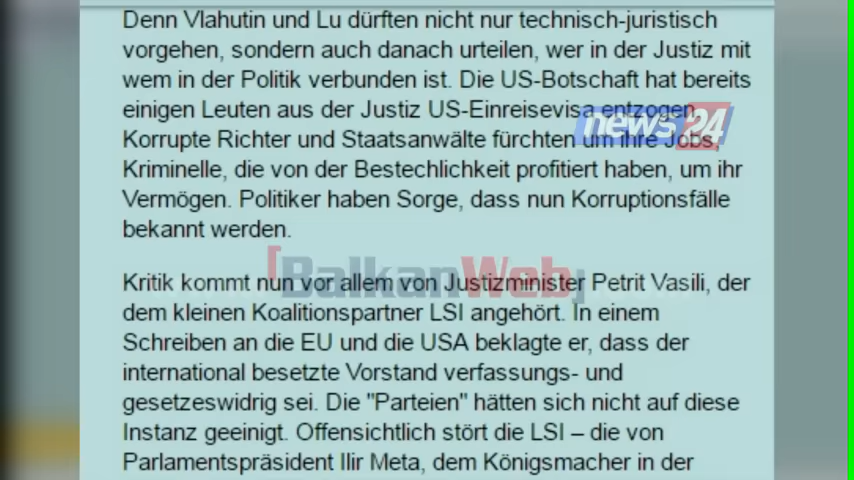 Denn Vlahutin und Lu dürften nicht nur technisch-juristisch
vorgehen, sondern auch danach urteilen, wer in der Justiz mit
wem in der Politik verbunden ist. Die US-Botschaft hat bereits
einigen Leuten aus der Justiz US-Einreisevisa entzogen.
news 24
Korrupte Richter und Staatsanwälte fürchten um ihre Jobs,
Kriminelle, die von der Bestechlichkeit profitiert haben, um ihr
Vermögen. Politiker haben Sorge, dass nun Korruptionsfälle
bekannt werden.
BalkanWeb
Kritik kommt nun vor allem von Justizminister Petrit Vasili, der
dem kleinen Koalitionspartner LSI angehört. In einem
Schreiben an die EU und die USA beklagte er, dass der
international besetzte Vorstand verfassungs- und
gesetzeswidrig sei. Die "Parteien" hätten sich nicht auf diese
Instanz geeinigt. Offensichtlich stört die LSI – die von
Parlamentspräsident Ilir Meta, dem Königsmacher in der